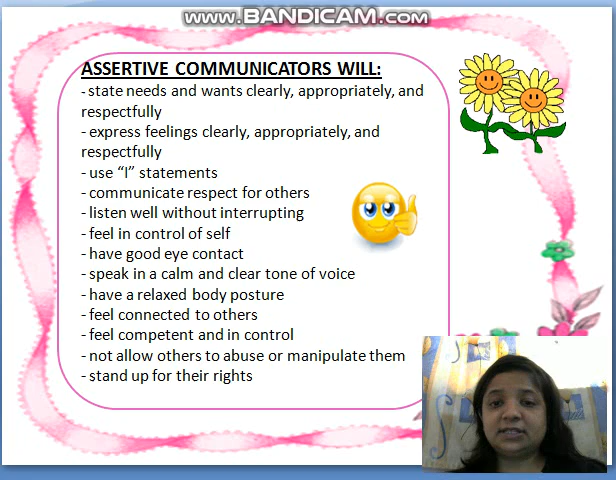 www.BANDICAM.com
ASSERTIVE COMMUNICATORS WILL:
- state needs and wants clearly, appropriately, and
respectfully
- express feelings clearly, appropriately, and
respectfully
- use “I” statements
- communicate respect for others
- listen well without interrupting
- feel in control of self
- have good eye contact
- speak in a calm and clear tone of voice
- have a relaxed body posture
- feel connected to others
- feel competent and in control
- not allow others to abuse or manipulate them
- stand up for their rights